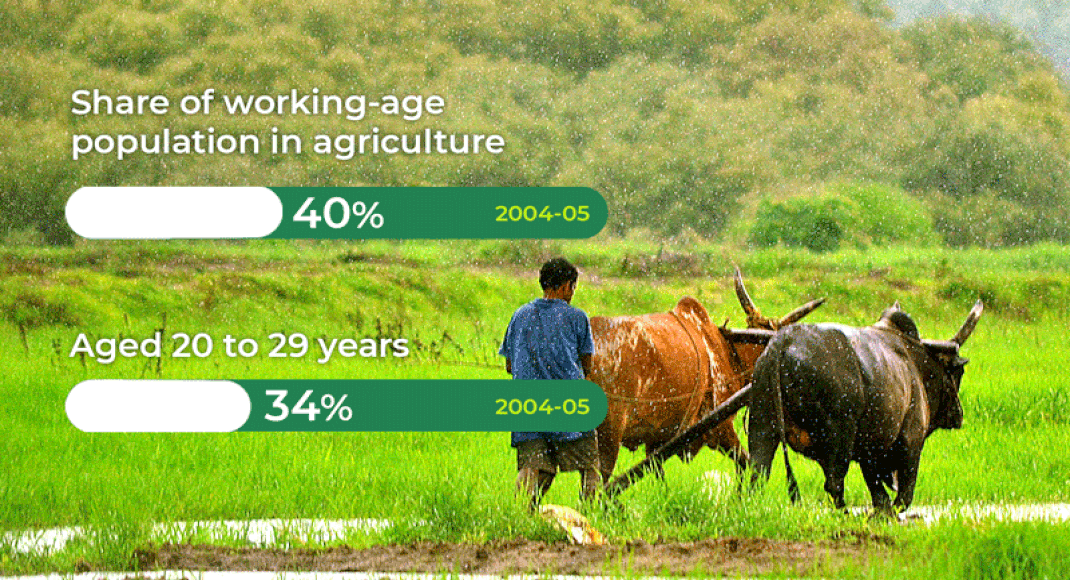 Share of working-age
population in agriculture
40% 2004-05
Aged 20 to 29 years
34% 2004-05